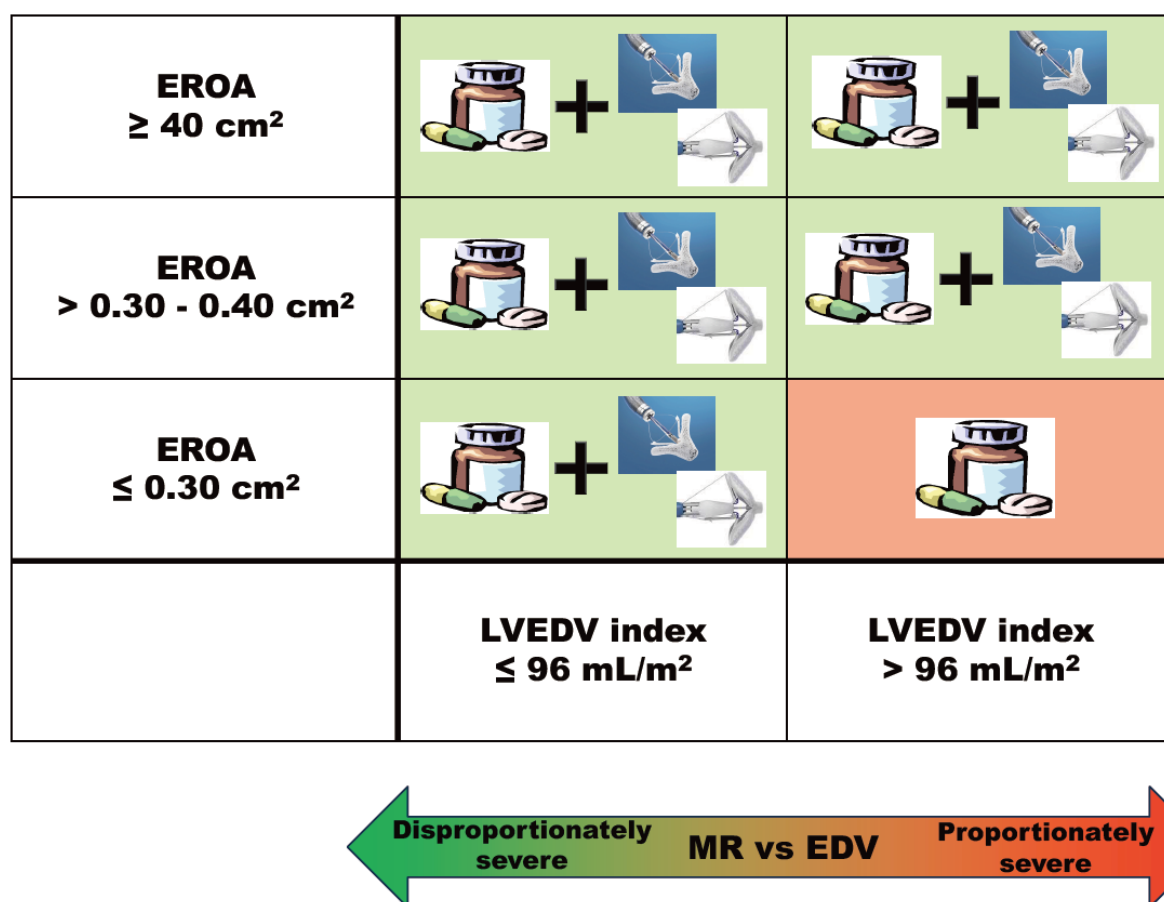 EROA
≥ 40 cm²
EROA
> 0.30 - 0.40 cm²
EROA
≤ 0.30 cm²
LVEDV index
≤ 96 mL/m²
LVEDV index
> 96 mL/m²
Disproportionately
severe
MR vs EDV
Proportionately
severe